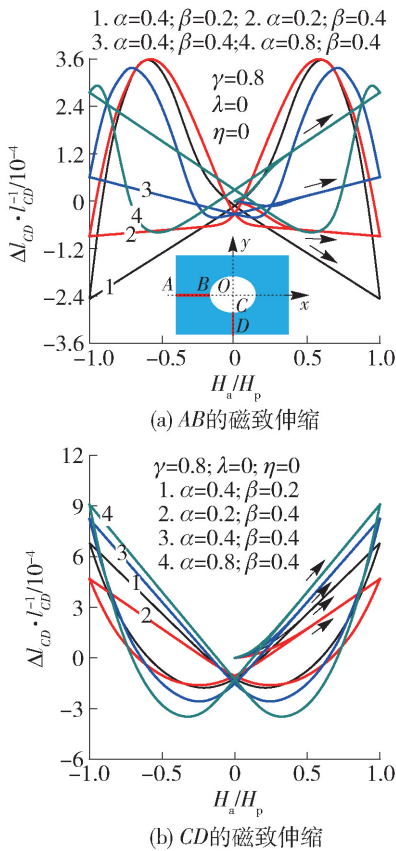 1. α=0.4; β=0.2; 2. α=0.2; β=0.4
3. α=0.4; β=0.4;4. α=0.8; β=0.4
3.6
2.4
1.2
0
-1.2
-2.4
-3.6
Δl_CD·l_CD^-1/10^-4
γ=0.8
λ=0
η=0
3
4
2
1
y
A
B
O
C
D
x
-1.0
-0.5
0
0.5
1.0
H_a/H_p
(a) AB的磁致伸缩
12
9
6
3
0
-3
-6
Δl_CD·l_CD^-1/10^-4
γ=0.8; λ=0; η=0
1. α=0.4; β=0.2
2. α=0.2; β=0.4
3. α=0.4; β=0.4
4. α=0.8; β=0.4
4
3
1
2
-1.0
-0.5
0
0.5
1.0
H_a/H_p
(b) CD的磁致伸缩